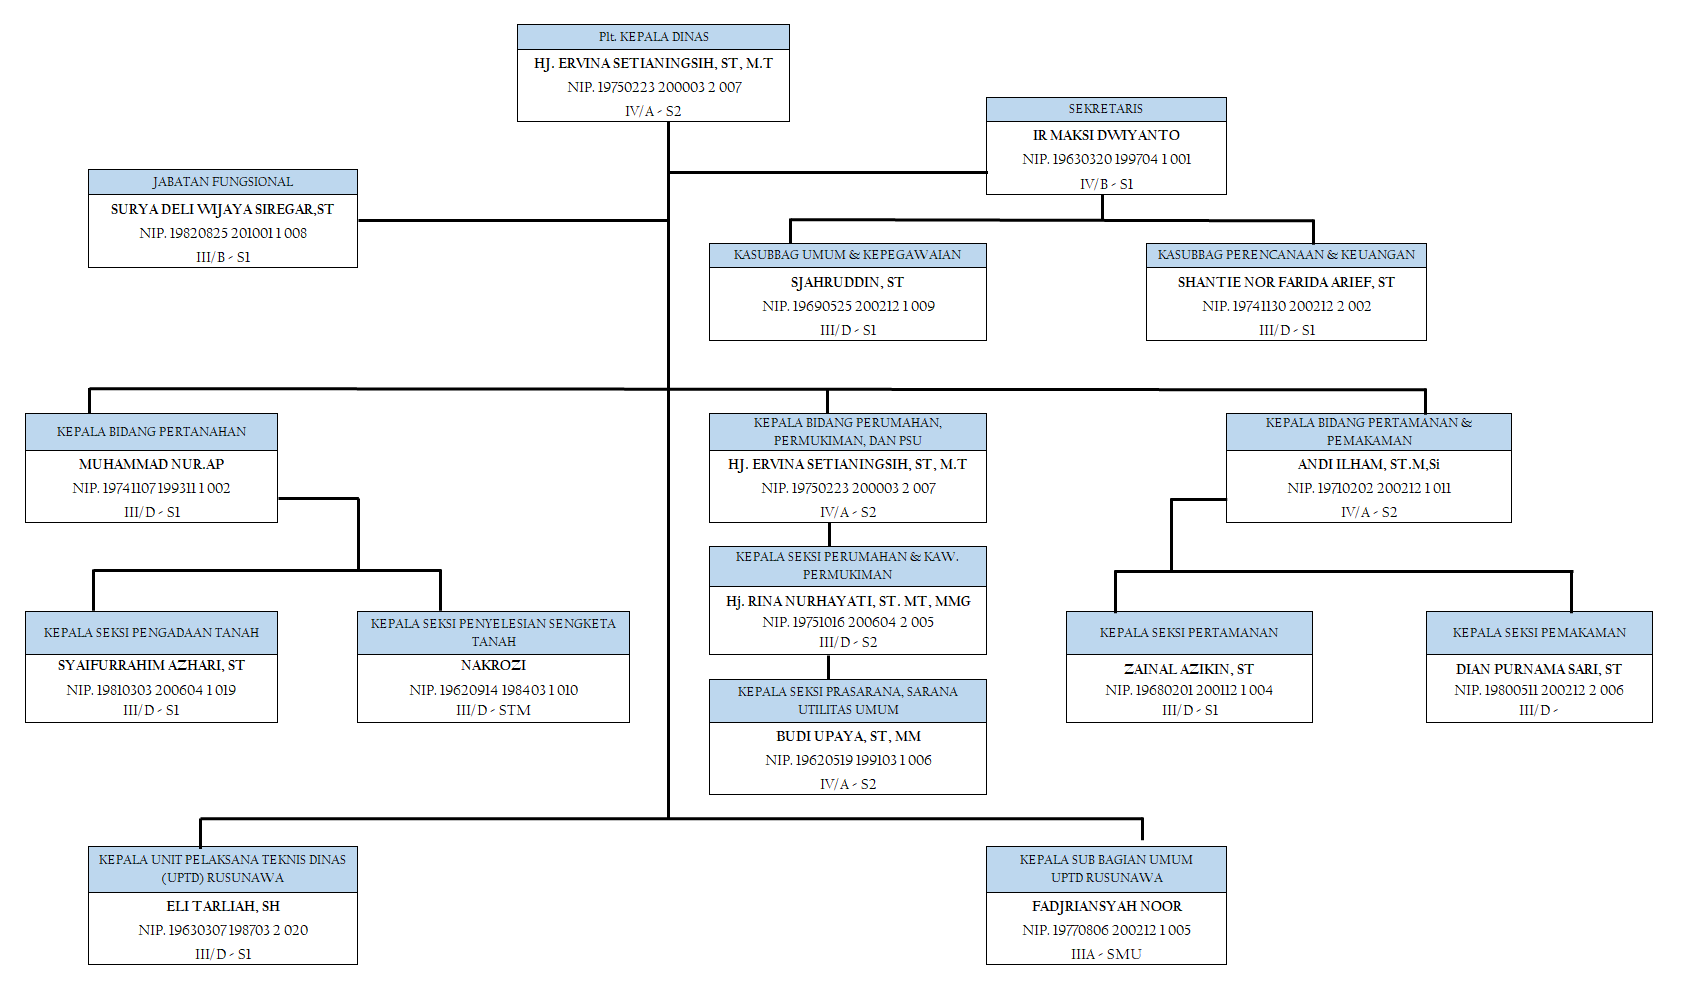 Plt. KEPALA DINAS
HJ. ERVINA SETIANINGSIH, ST, M.T
NIP. 19750223 200003 2 007
IV/A - S2
SEKRETARIS
IR MAKSI DWIYANTO
NIP. 19630320 199704 1 001
IV/B - S1
JABATAN FUNGSIONAL
SURYA DELI WIJAYA SIREGAR,ST
NIP. 19820825 201001 1 008
III/B - S1
KASUBBAG UMUM & KEPEGAWAIAN
SJAHRUDDIN, ST
NIP. 19690525 200212 1 009
III/D - S1
KASUBBAG PERENCANAAN & KEUANGAN
SHANTIE NOR FARIDA ARIEF, ST
NIP. 19741130 200212 2 002
III/D - S1
KEPALA BIDANG PERTANAHAN
MUHAMMAD NUR.AP
NIP. 19741107 199311 1 002
III/D - S1
KEPALA BIDANG PERUMAHAN,
PERMUKIMAN, DAN PSU
HJ. ERVINA SETIANINGSIH, ST, M.T
NIP. 19750223 200003 2 007
IV/A - S2
KEPALA BIDANG PERTAMANAN &
PEMAKAMAN
ANDI ILHAM, ST.M,Si
NIP. 19710202 200212 1 011
IV/A - S2
KEPALA SEKSI PERUMAHAN & KAW.
PERMUKIMAN
Hj. RINA NURHAYATI, ST. MT, MMG
NIP. 19751016 200604 2 005
III/D - S2
KEPALA SEKSI PENGADAAN TANAH
SYAIFURRAHIM AZHARI, ST
NIP. 19810303 200604 1 019
III/D - S1
KEPALA SEKSI PENYELESIAN SENGKETA
TANAH
NAKROZI
NIP. 19620914 198403 1 010
III/D - STM
KEPALA SEKSI PRASARANA, SARANA
UTILITAS UMUM
BUDI UPAYA, ST, MM
NIP. 19620519 199103 1 006
IV/A - S2
KEPALA SEKSI PERTAMANAN
ZAINAL AZIKIN, ST
NIP. 19680201 200112 1 004
III/D - S1
KEPALA SEKSI PEMAKAMAN
DIAN PURNAMA SARI, ST
NIP. 19800511 200212 2 006
III/D -
KEPALA UNIT PELAKSANA TEKNIS DINAS
(UPTD) RUSUNAWA
ELI TARLIAH, SH
NIP. 19630307 198703 2 020
III/D - S1
KEPALA SUB BAGIAN UMUM
UPTD RUSUNAWA
FADJRIANSYAH NOOR
NIP. 19770806 200212 1 005
IIIA - SMU